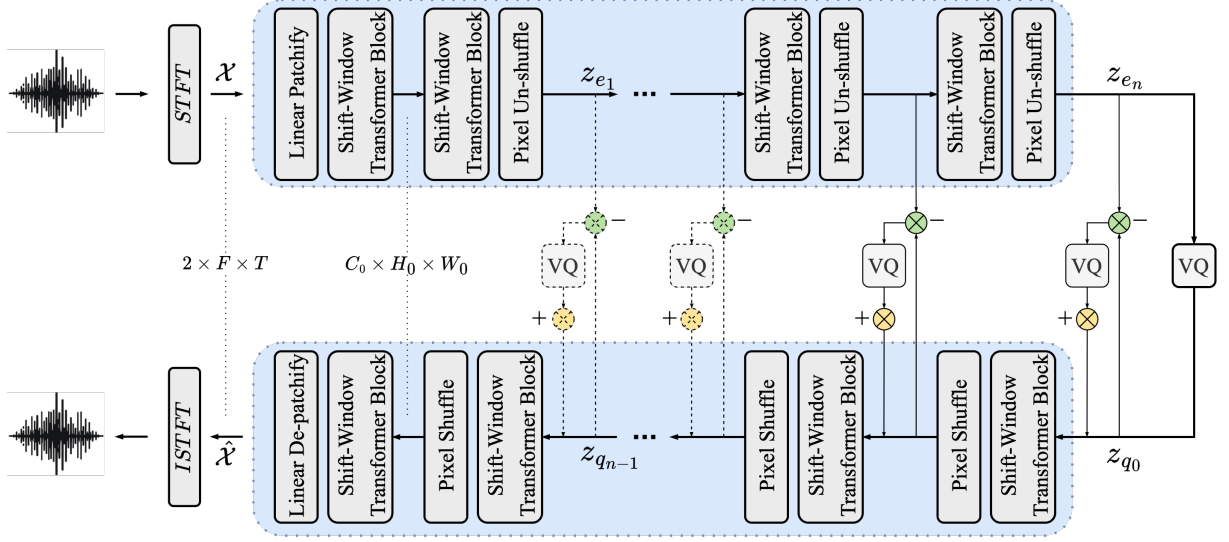 STFT
𝒳
Linear Patchify
Shift-Window
Transformer Block
Shift-Window
Transformer Block
Pixel Un-shuffle
z_{e_1}
...
Shift-Window
Transformer Block
Pixel Un-shuffle
Shift-Window
Transformer Block
Pixel Un-shuffle
z_{e_n}
−
−
−
−
2 × F × T
C_0 × H_0 × W_0
VQ
VQ
VQ
VQ
VQ
+
+
+
+
ISTFT
𝒳̂
Linear De-patchify
Shift-Window
Transformer Block
Pixel Shuffle
Shift-Window
Transformer Block
z_{q_{n-1}}
...
Pixel Shuffle
Shift-Window
Transformer Block
Pixel Shuffle
Shift-Window
Transformer Block
z_{q_0}